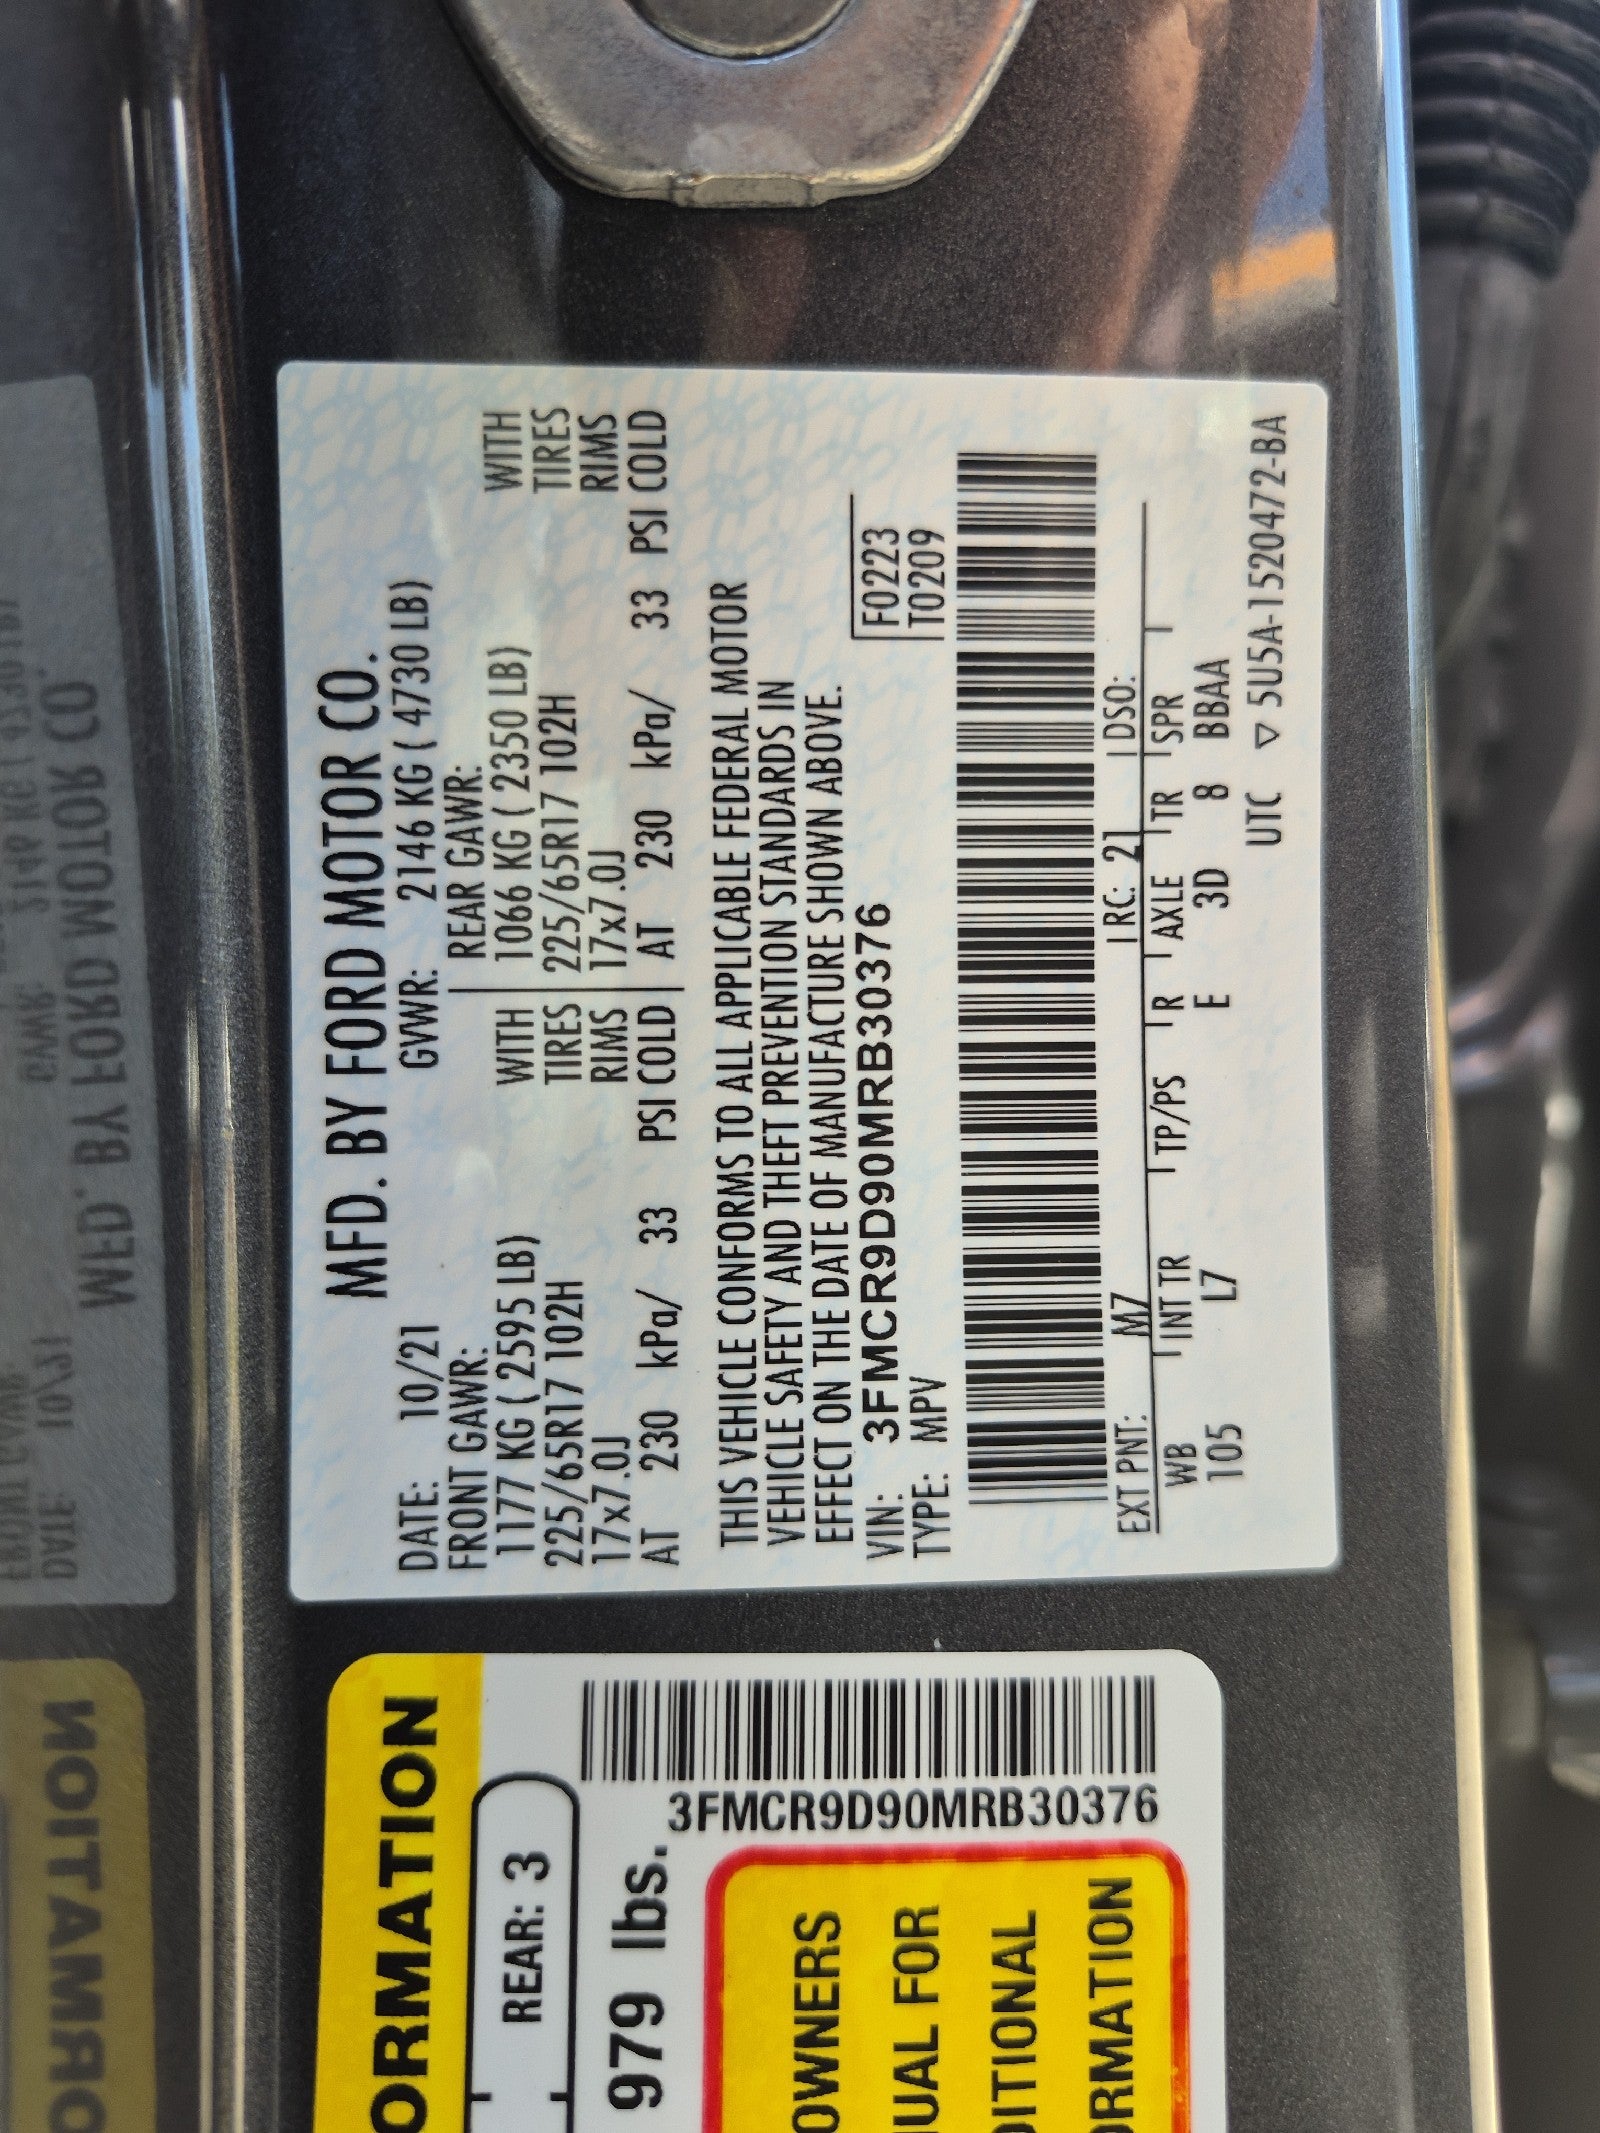 MFD. BY FORD MOTOR CO.
DATE: 10/21 GVWR: 2146 KG ( 4730 LB)
FRONT GAWR: REAR GAWR:
1177 KG ( 2595 LB) WITH 1066 KG ( 2350 LB) WITH
225/65R17 102H TIRES 225/65R17 102H TIRES
17x7.0J RIMS 17x7.0J RIMS
AT 230 kPa/ 33 PSI COLD AT 230 kPa/ 33 PSI COLD
THIS VEHICLE CONFORMS TO ALL APPLICABLE FEDERAL MOTOR
VEHICLE SAFETY AND THEFT PREVENTION STANDARDS IN
EFFECT ON THE DATE OF MANUFACTURE SHOWN ABOVE.
VIN: 3FMCR9D90MRB30376 F0223
TYPE: MPV T0209
EXT PNT: M7 RC: 21 DSO:
WB INT TR TP/PS R AXLE TR SPR
105 L7 E 3D 8 BBAA
UTC ▽ 5U5A-1520472-BA
ORMATION
REAR: 3
979 lbs.
3FMCR9D90MRB30376
OWNERS
UAL FOR
DITIONAL
ORMATION